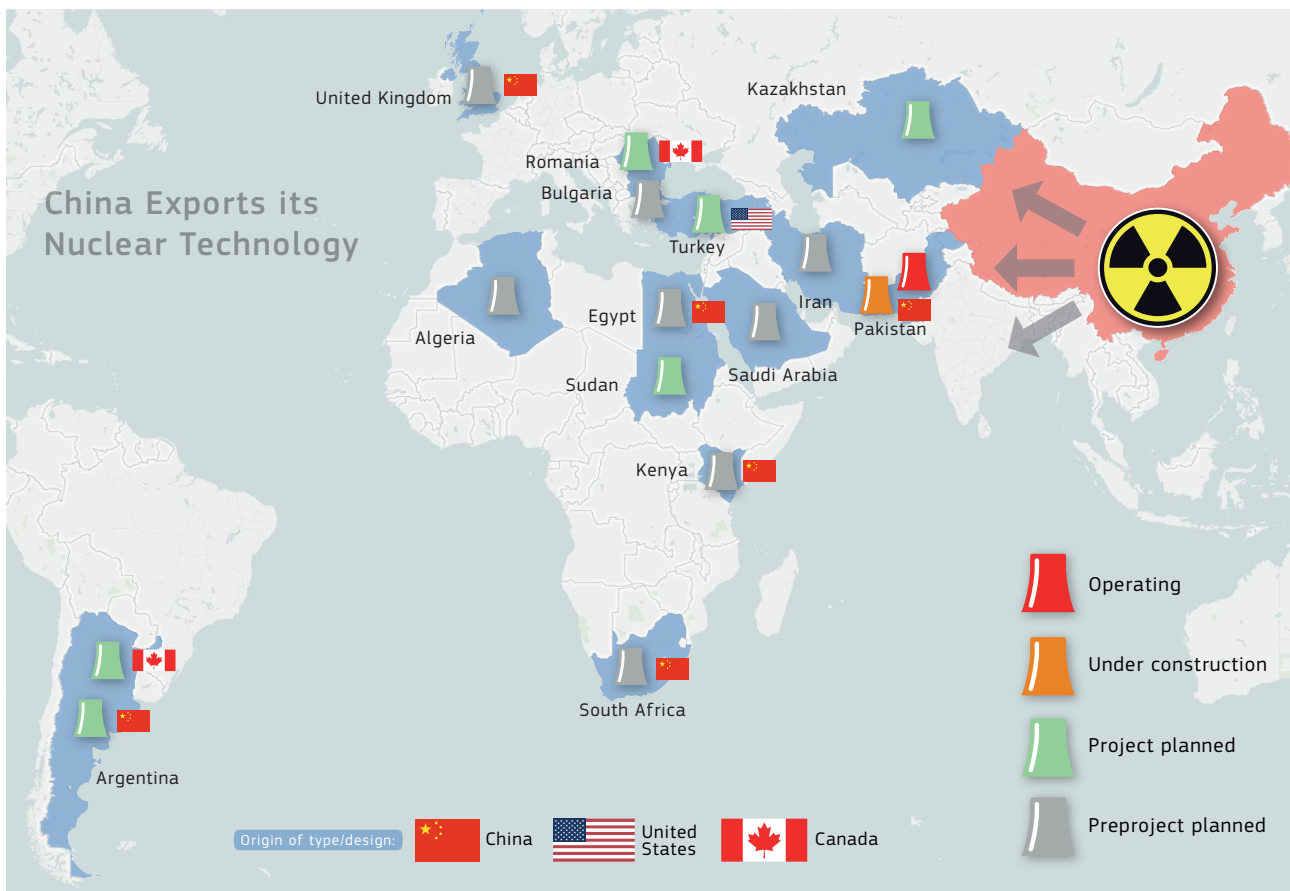 China Exports its
Nuclear Technology
United Kingdom
Kazakhstan
Romania
Bulgaria
Turkey
Iran
Pakistan
Algeria
Egypt
Saudi Arabia
Sudan
Kenya
South Africa
Argentina
Operating
Under construction
Project planned
Preproject planned
Origin of type/design:
China
United
States
Canada